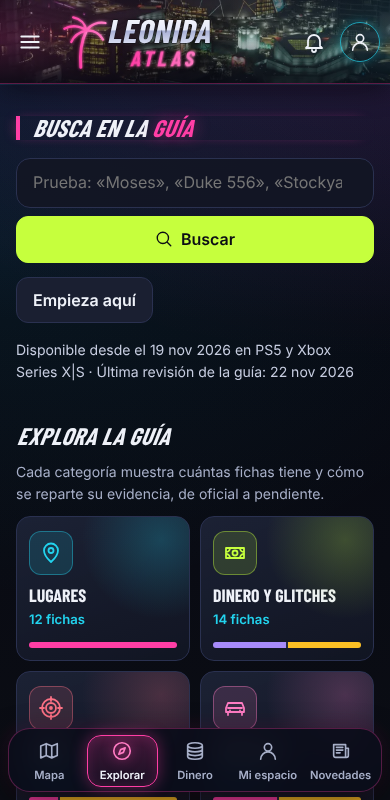 LEONIDA
ATLAS
BUSCA EN LA GUÍA
Prueba: «Moses», «Duke 556», «Stockya
Buscar
Empieza aquí
Disponible desde el 19 nov 2026 en PS5 y Xbox
Series X|S · Última revisión de la guía: 22 nov 2026
EXPLORA LA GUÍA
Cada categoría muestra cuántas fichas tiene y cómo
se reparte su evidencia, de oficial a pendiente.
LUGARES
12 fichas
DINERO Y GLITCHES
14 fichas
Mapa
Explorar
Dinero
Mi espacio
Novedades